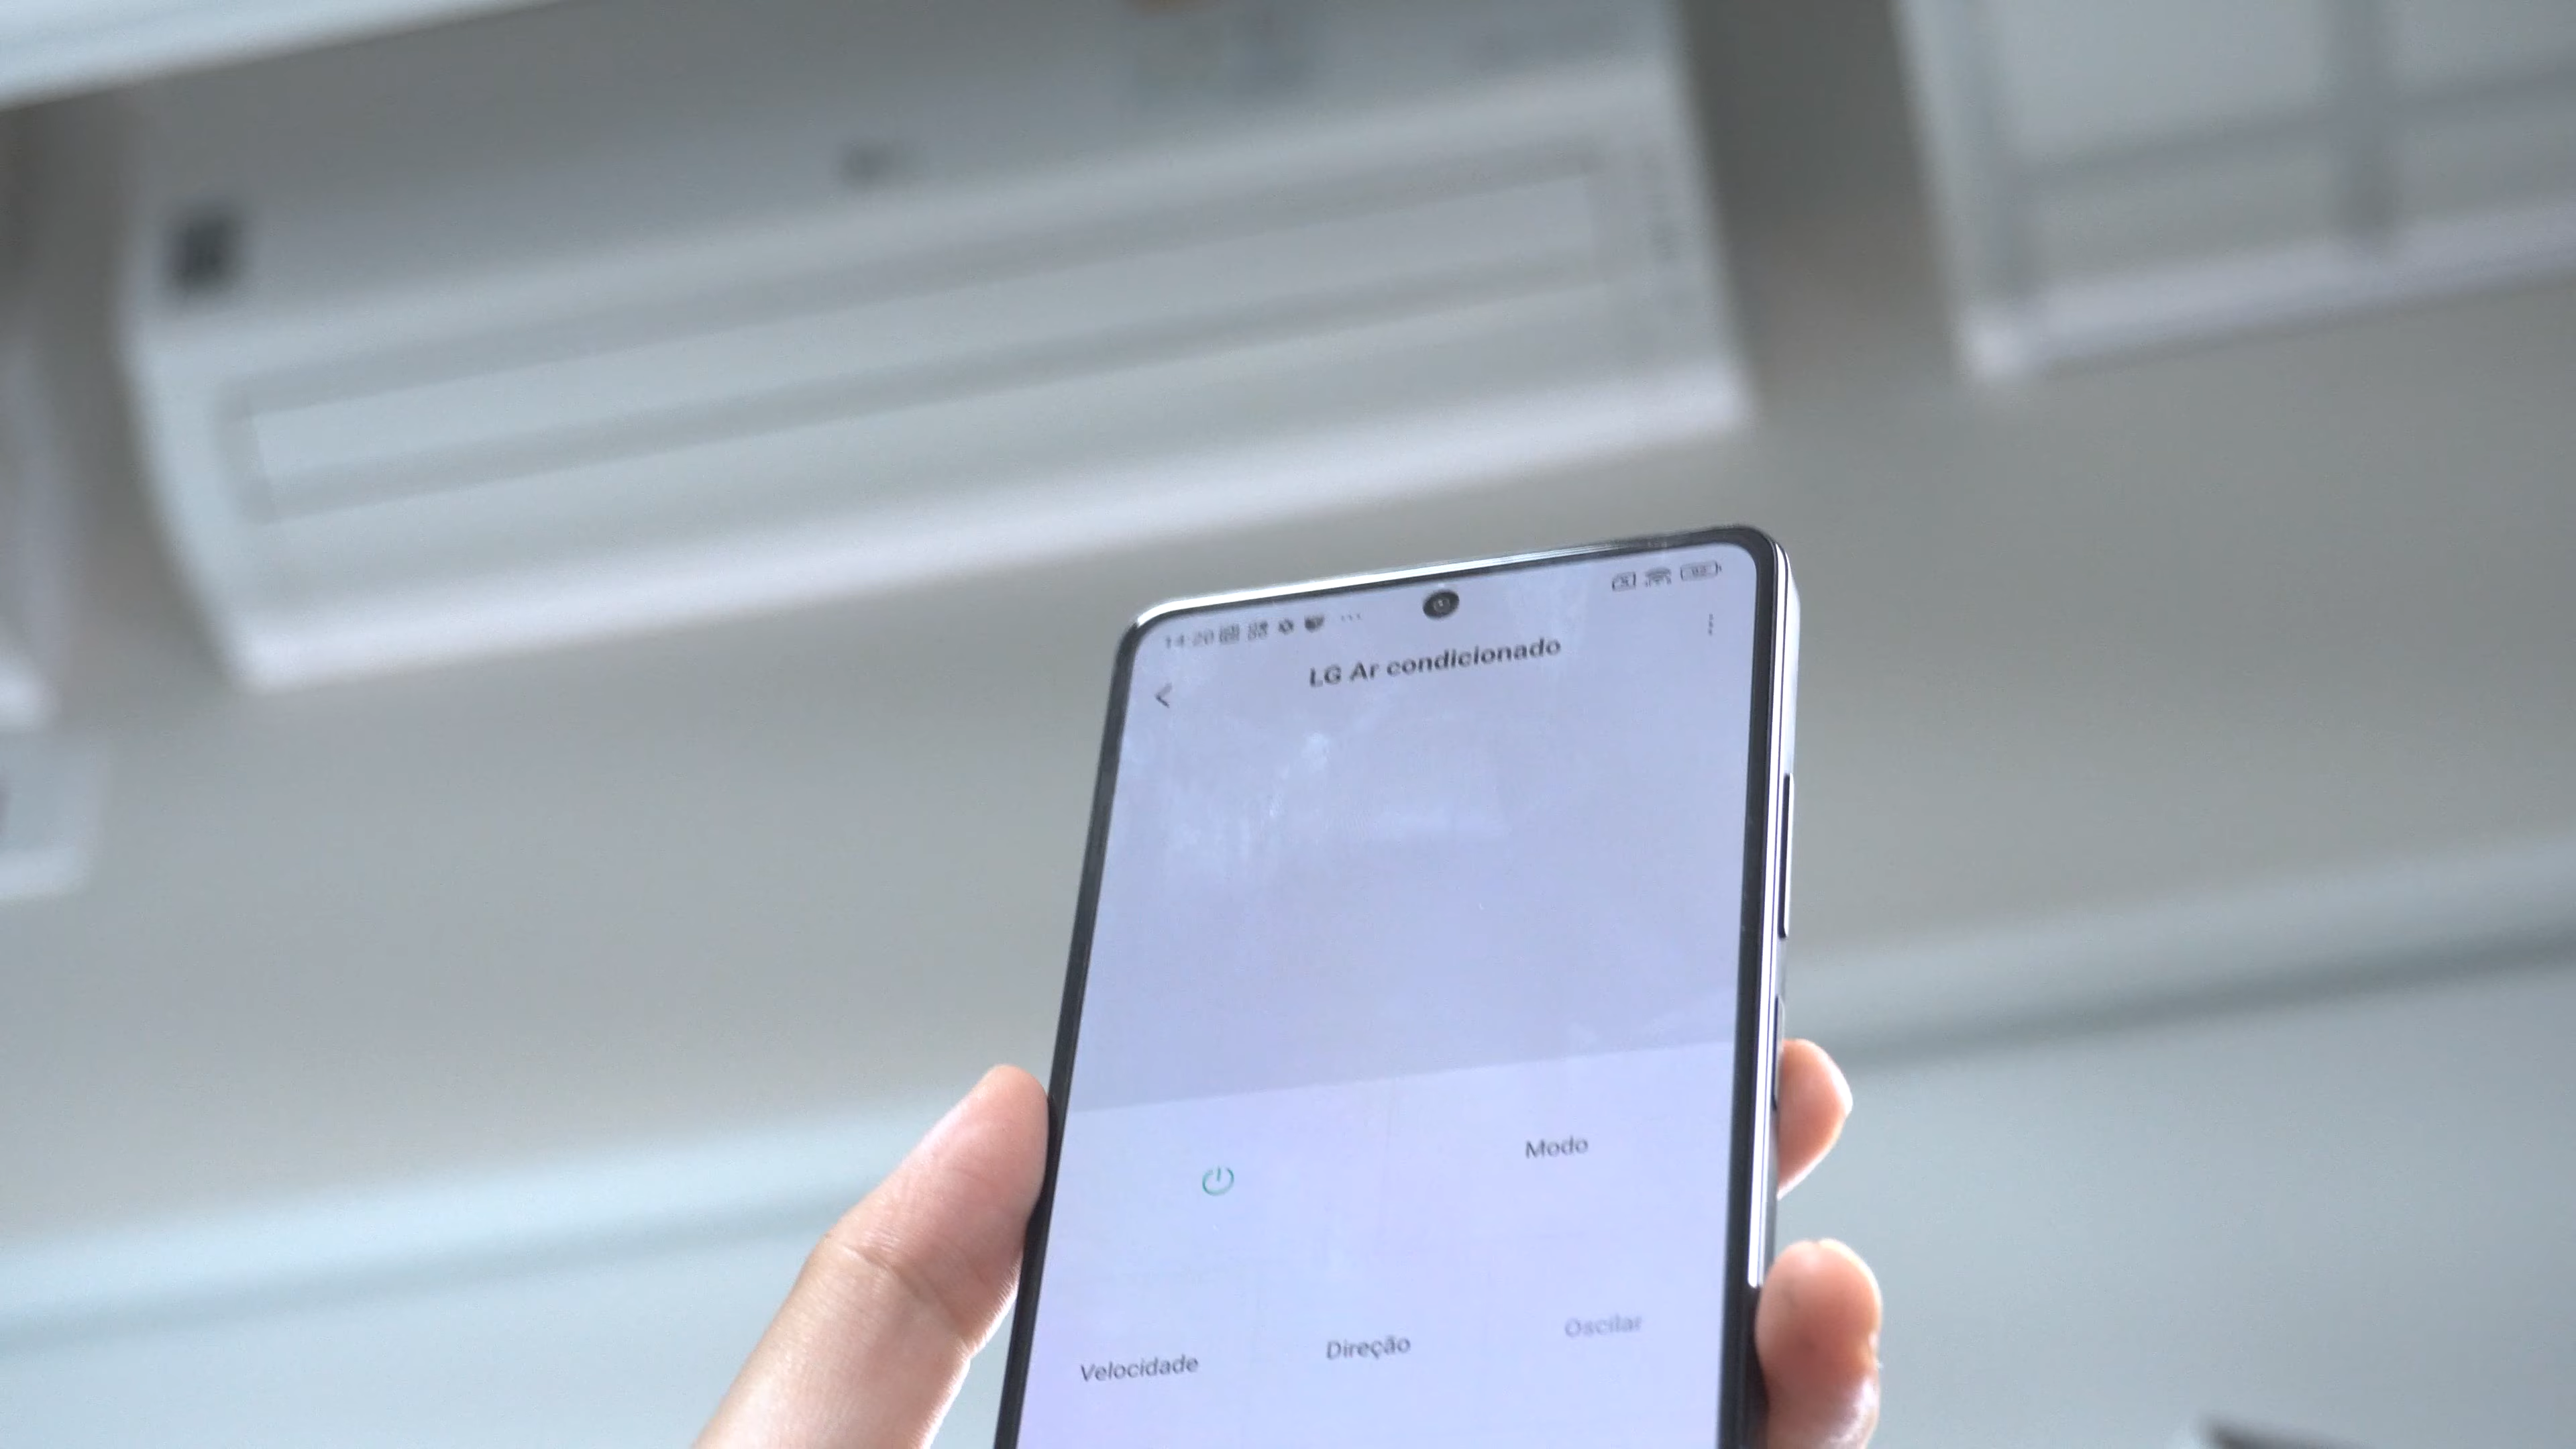 14:20
LG Ar condicionado
Modo
Velocidade
Direção
Oscilar